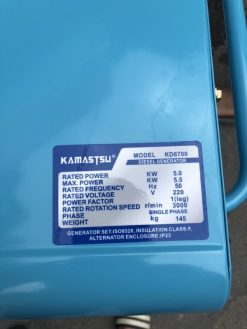 KAMASTSU MODEL KD6700
DIESEL GENERATOR
RATED POWER KW 5.0
MAX. POWER KW 5.5
RATED FREQUENCY Hz 50
RATED VOLTAGE V 220
POWER FACTOR 1(lag)
RATED ROTATION SPEED r/min 3000
PHASE SINGLE PHASE
WEIGHT kg 145
GENERATOR SET:ISO8528, INSULATION CLASS:F,
ALTERNATOR ENCLOSURE:IP23